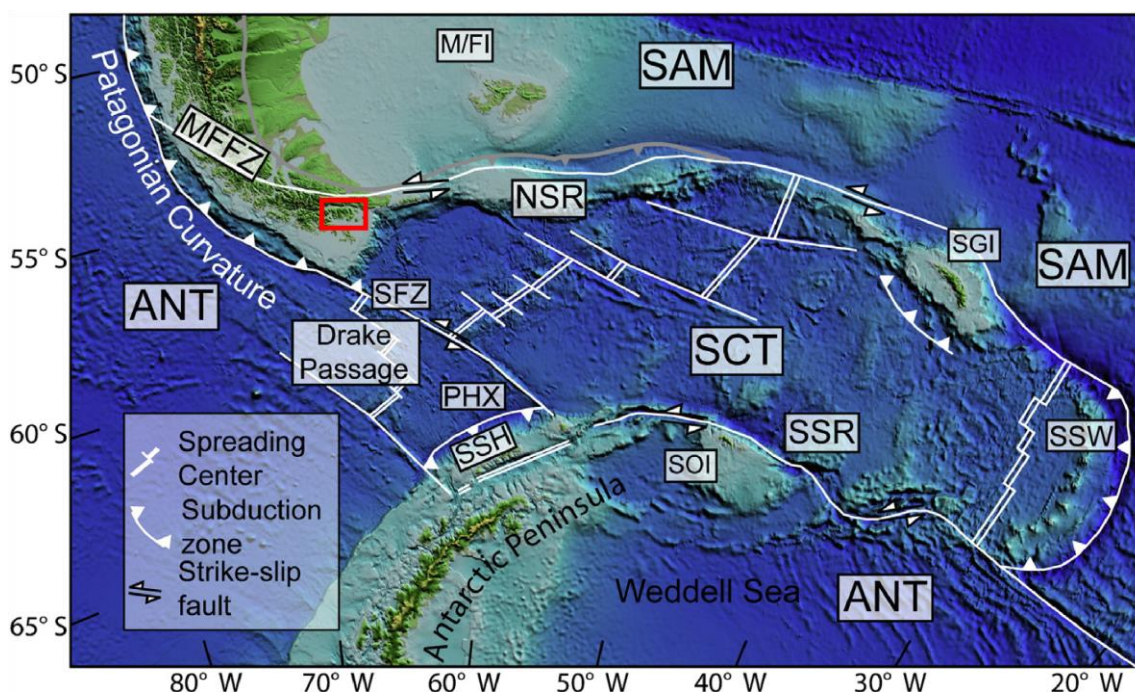 M/FI
SAM
50° S
MFFZ
Patagonian Curvature
NSR
SGI
SAM
55° S
ANT
SFZ
Drake
Passage
SCT
PHX
60° S
SSH
SSR
SSW
SOI
Spreading
Center
Subduction
zone
Strike-slip
fault
Antarctic Peninsula
Weddell Sea
ANT
65° S
80° W
70° W
60° W
50° W
40° W
30° W
20° W